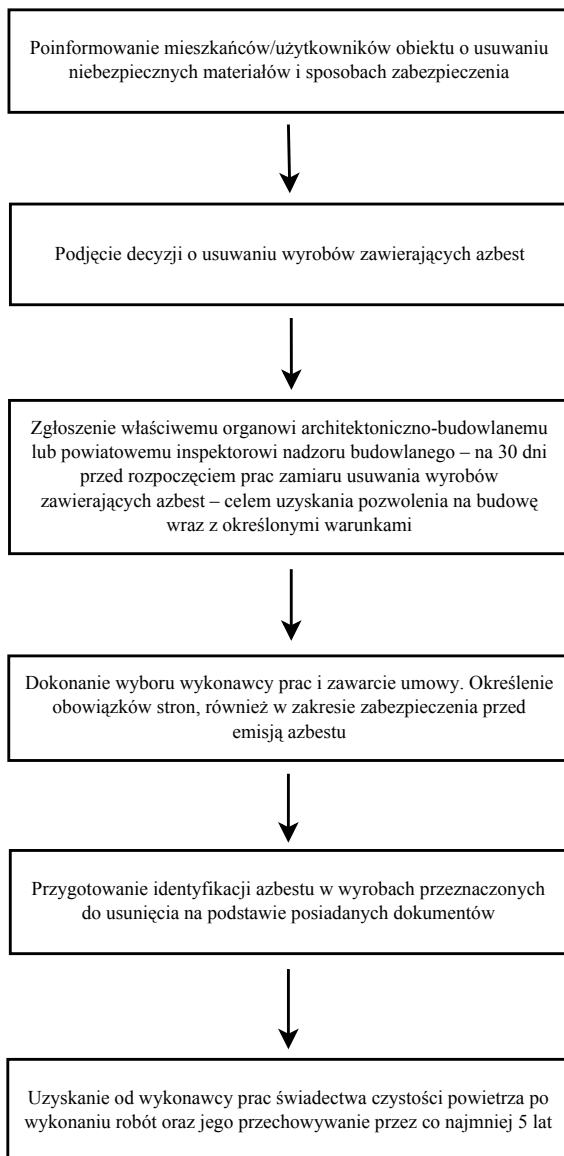 Poinformowanie mieszkańców/użytkowników obiektu o usuwaniu
niebezpiecznych materiałów i sposobach zabezpieczenia
Podjęcie decyzji o usuwaniu wyrobów zawierających azbest
Zgłoszenie właściwemu organowi architektoniczno-budowlanemu
lub powiatowemu inspektorowi nadzoru budowlanego – na 30 dni
przed rozpoczęciem prac zamiaru usuwania wyrobów
zawierających azbest – celem uzyskania pozwolenia na budowę
wraz z określonymi warunkami
Dokonanie wyboru wykonawcy prac i zawarcie umowy. Określenie
obowiązków stron, również w zakresie zabezpieczenia przed
emisją azbestu
Przygotowanie identyfikacji azbestu w wyrobach przeznaczonych
do usunięcia na podstawie posiadanych dokumentów
Uzyskanie od wykonawcy prac świadectwa czystości powietrza po
wykonaniu robót oraz jego przechowywanie przez co najmniej 5 lat